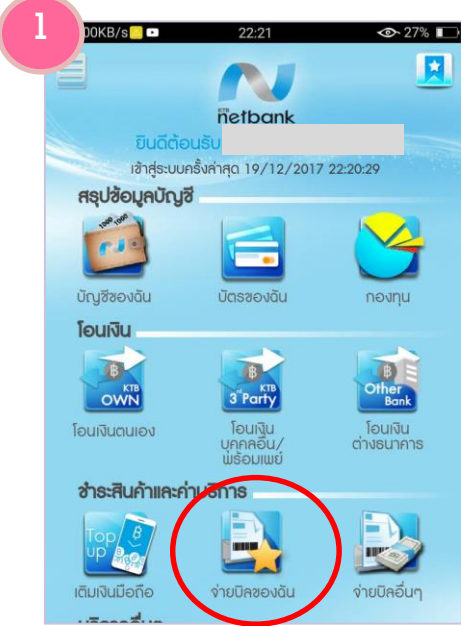 1
00KB/s 22:21 27%
KTB
netbank
ยินดีต้อนรับ
เข้าสู่ระบบครั้งล่าสุด 19/12/2017 22:20:29
สรุปข้อมูลบัญชี
1000 1000
บัญชีของฉัน บัตรของฉัน กองทุน
โอนเงิน
฿ ฿ ฿
KTB KTB Other
OWN 3rd Party Bank
โอนเงินตนเอง โอนเงิน โอนเงิน
บุคคลอื่น/ ต่างธนาคาร
พร้อมเพย์
ชำระสินค้าและค่าบริการ
Top ฿
up
เติมเงินมือถือ จ่ายบิลของฉัน จ่ายบิลอื่นๆ